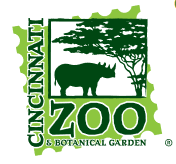 CINCINNATI
ZOO
& BOTANICAL GARDEN ®